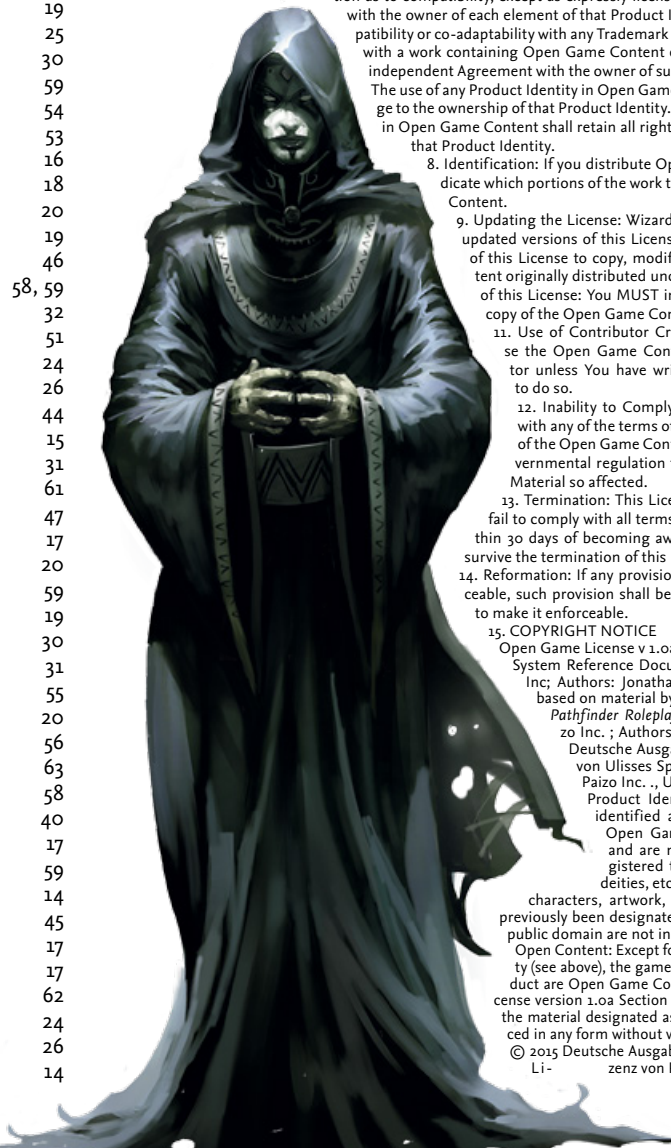 19
25
30
59
54
53
16
18
20
19
46
58, 59
32
51
24
26
44
15
31
61
47
17
20
59
19
30
31
55
20
56
63
58
40
17
59
14
45
17
17
62
24
26
14
tion as to compatibility, except as expressly licens
with the owner of each element of that Product I
patibility or co-adaptability with any Trademark
with a work containing Open Game Content
independent Agreement with the owner of su
The use of any Product Identity in Open Gam
ge to the ownership of that Product Identity.
in Open Game Content shall retain all right
that Product Identity.
8. Identification: If you distribute Op
dicate which portions of the work t
Content.
9. Updating the License: Wizard
updated versions of this Licens
of this License to copy, modif
tent originally distributed und
of this License: You MUST in
copy of the Open Game Con
11. Use of Contributor Cr
se the Open Game Con
tor unless You have wri
to do so.
12. Inability to Comply
with any of the terms of
of the Open Game Cont
vernmental regulation
Material so affected.
13. Termination: This Lice
fail to comply with all terms
thin 30 days of becoming aw
survive the termination of this
14. Reformation: If any provisio
ceable, such provision shall be
to make it enforceable.
15. COPYRIGHT NOTICE
Open Game License v 1.0a
System Reference Docu
Inc; Authors: Jonatha
based on material by
Pathfinder Rolepla
zo Inc. ; Authors
Deutsche Ausg
von Ulisses Sp
Paizo Inc. ., U
Product Iden
identified a
Open Gam
and are n
gistered t
deities, etc
characters, artwork,
previously been designate
public domain are not in
Open Content: Except fo
ty (see above), the game
duct are Open Game Co
cense version 1.0a Section
the material designated as
ced in any form without w
© 2015 Deutsche Ausgab
Li- zenz von